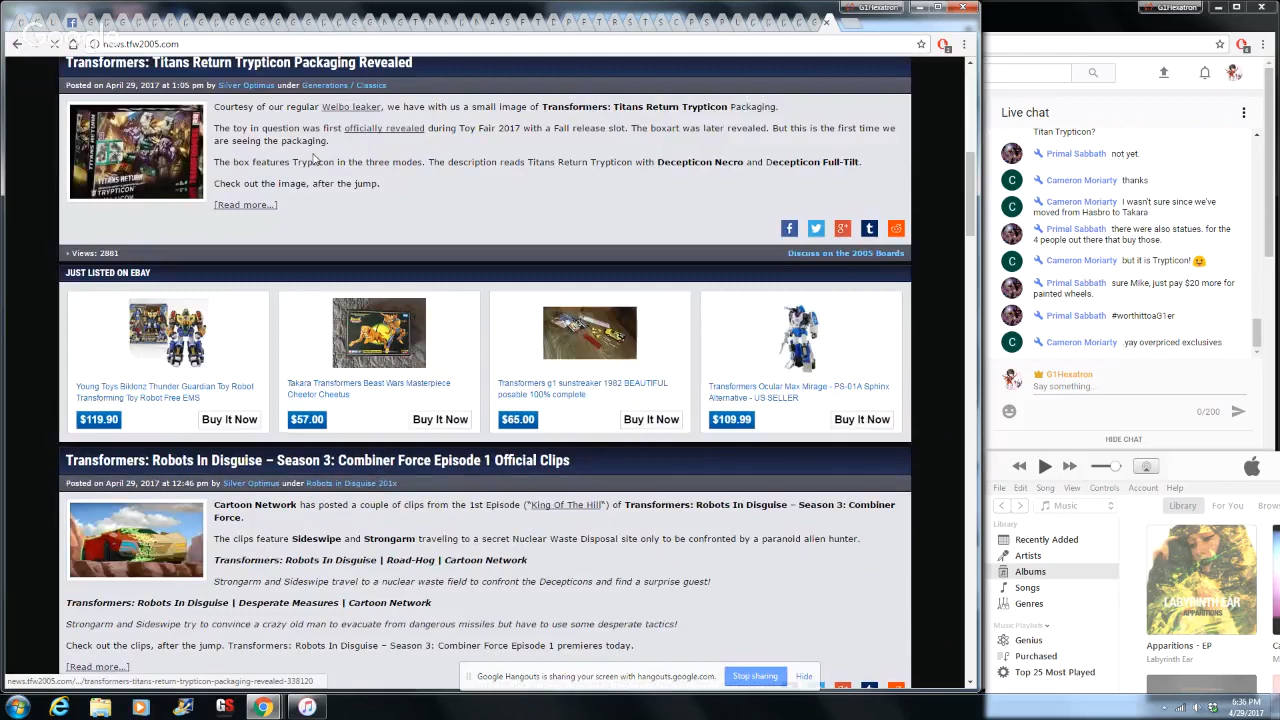 G1Hexatron
G1Hexatron
Google
news.tfw2005.com
Transformers: Titans Return Trypticon Packaging Revealed
Posted on April 29, 2017 at 1:05 pm by Silver Optimus under Generations / Classics
Courtesy of our regular Weibo leaker, we have with us a small image of Transformers: Titans Return Trypticon Packaging.
The toy in question was first officially revealed during Toy Fair 2017 with a Fall release slot. The boxart was later revealed. But this is the first time we
are seeing the packaging.
The box features Trypticon in the three modes. The description reads Titans Return Trypticon with Decepticon Necro and Decepticon Full-Tilt.
Check out the image, after the jump.
[Read more...]
TRYPTICON
• Views: 2881
Discuss on the 2005 Boards
JUST LISTED ON EBAY
Young Toys Biklonz Thunder Guardian Toy Robot
Transforming Toy Robot Free EMS
$119.90 Buy It Now
Takara Transformers Beast Wars Masterpiece
Cheetor Cheetus
$57.00 Buy It Now
Transformers g1 sunstreaker 1982 BEAUTIFUL
posable 100% complete
$65.00 Buy It Now
Transformers Ocular Max Mirage - PS-01A Sphinx
Alternative - US SELLER
$109.99 Buy It Now
Transformers: Robots In Disguise – Season 3: Combiner Force Episode 1 Official Clips
Posted on April 29, 2017 at 12:46 pm by Silver Optimus under Robots in Disguise 201x
Cartoon Network has posted a couple of clips from the 1st Episode ("King Of The Hill") of Transformers: Robots In Disguise – Season 3: Combiner
Force.
The clips feature Sideswipe and Strongarm traveling to a secret Nuclear Waste Disposal site only to be confronted by a paranoid alien hunter.
Transformers: Robots In Disguise | Road-Hog | Cartoon Network
Strongarm and Sideswipe travel to a nuclear waste field to confront the Decepticons and find a surprise guest!
Transformers: Robots In Disguise | Desperate Measures | Cartoon Network
Strongarm and Sideswipe try to convince a crazy old man to evacuate from dangerous missiles but have to use some desperate tactics!
Check out the clips, after the jump. Transformers: Robots In Disguise – Season 3: Combiner Force Episode 1 premieres today.
[Read more...]
news.tfw2005.com/.../transformers-titans-return-trypticon-packaging-revealed-338120
Google Hangouts is sharing your screen with hangouts.google.com.
Stop sharing
Hide
Live chat
Titan Trypticon?
Primal Sabbath not yet.
Cameron Moriarty thanks
Cameron Moriarty I wasn't sure since we've
moved from Hasbro to Takara
Primal Sabbath there were also statues. for the
4 people out there that buy those.
Cameron Moriarty but it is Trypticon!
Primal Sabbath sure Mike, just pay $20 more for
painted wheels.
Primal Sabbath #worthittoaG1er
Cameron Moriarty .yay overpriced exclusives
G1Hexatron
Say something...
0/200
HIDE CHAT
File Edit Song View Controls Account Help
Music
Library For You Brows
Library
Recently Added
Artists
Albums
Songs
Genres
Music Playlists
Genius
Purchased
Top 25 Most Played
LABYRINTH EAR
APPARITIONS
Apparitions - EP
Labyrinth Ear
Ca
6:36 PM
4/29/2017